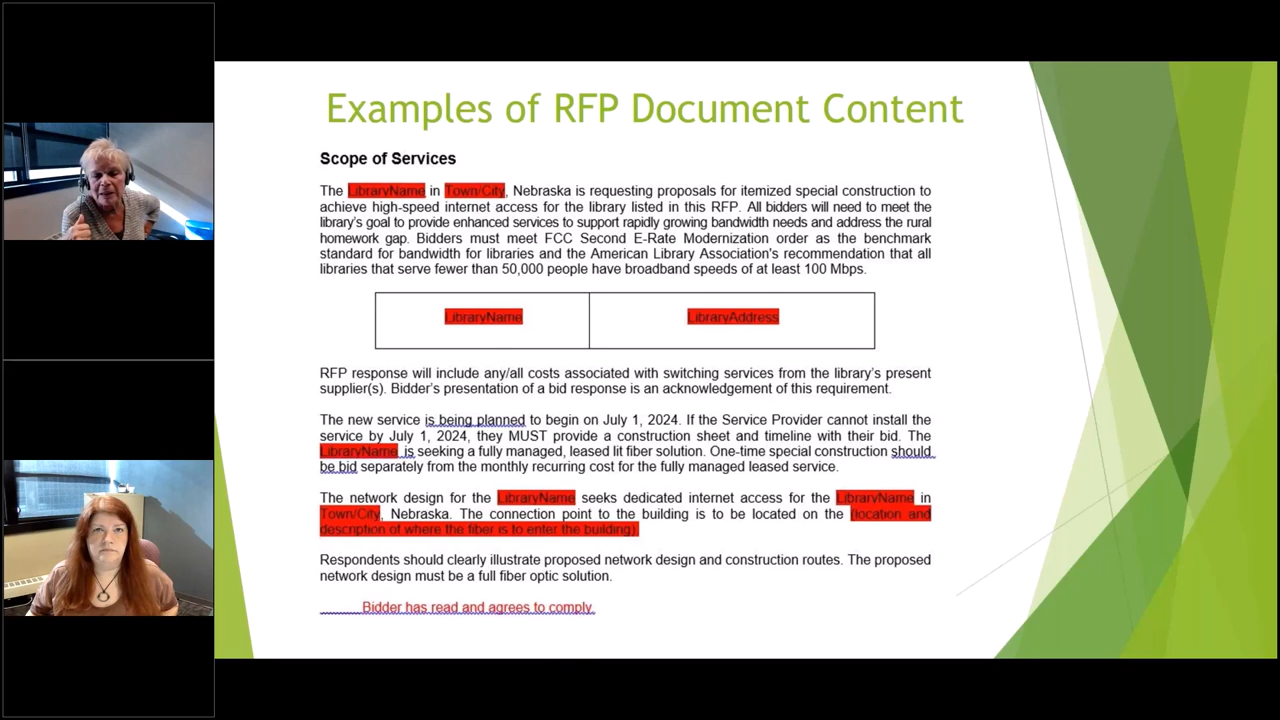 Examples of RFP Document Content
Scope of Services
The LibraryName in Town/City, Nebraska is requesting proposals for itemized special construction to
achieve high-speed internet access for the library listed in this RFP. All bidders will need to meet the
library's goal to provide enhanced services to support rapidly growing bandwidth needs and address the rural
homework gap. Bidders must meet FCC Second E-Rate Modernization order as the benchmark
standard for bandwidth for libraries and the American Library Association's recommendation that all
libraries that serve fewer than 50,000 people have broadband speeds of at least 100 Mbps.
LibraryName LibraryAddress
RFP response will include any/all costs associated with switching services from the library's present
supplier(s). Bidder's presentation of a bid response is an acknowledgement of this requirement.
The new service is being planned to begin on July 1, 2024. If the Service Provider cannot install the
service by July 1, 2024, they MUST provide a construction sheet and timeline with their bid. The
LibraryName is seeking a fully managed, leased lit fiber solution. One-time special construction should
be bid separately from the monthly recurring cost for the fully managed leased service.
The network design for the LibraryName seeks dedicated internet access for the LibraryName in
Town/City, Nebraska. The connection point to the building is to be located on the (location and
description of where the fiber is to enter the building).
Respondents should clearly illustrate proposed network design and construction routes. The proposed
network design must be a full fiber optic solution.
______Bidder has read and agrees to comply.